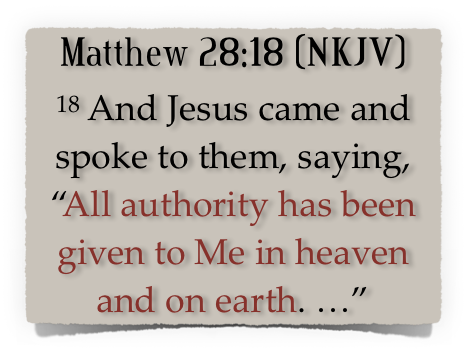 Matthew 28:18 (NKJV)
18 And Jesus came and
spoke to them, saying,
“All authority has been
given to Me in heaven
and on earth. …”